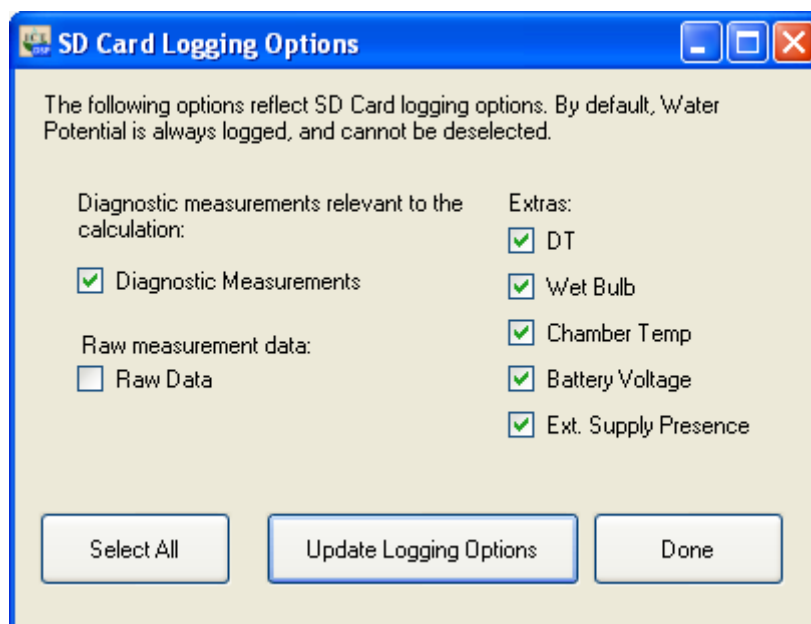 SD Card Logging Options
The following options reflect SD Card logging options. By default, Water
Potential is always logged, and cannot be deselected.
Diagnostic measurements relevant to the
calculation:
Diagnostic Measurements
Raw measurement data:
Raw Data
Extras:
DT
Wet Bulb
Chamber Temp
Battery Voltage
Ext. Supply Presence
Select All
Update Logging Options
Done